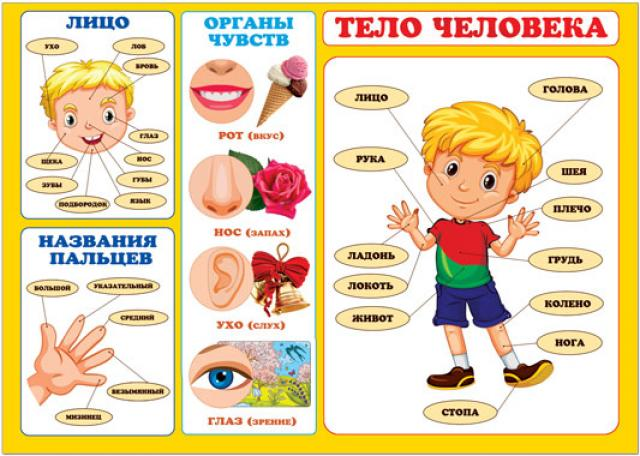 ЛИЦО
УХО
ЛОБ
БРОВЬ
ГЛАЗ
ЩЕКА
НОС
ЗУБЫ
ГУБЫ
ПОДБОРОДОК
ЯЗЫК
НАЗВАНИЯ
ПАЛЬЦЕВ
БОЛЬШОЙ
УКАЗАТЕЛЬНЫЙ
СРЕДНИЙ
БЕЗЫМЯННЫЙ
МИЗИНЕЦ
ОРГАНЫ
ЧУВСТВ
РОТ (ВКУС)
НОС (ЗАПАХ)
УХО (СЛУХ)
ГЛАЗ (ЗРЕНИЕ)
ТЕЛО ЧЕЛОВЕКА
ЛИЦО
ГОЛОВА
РУКА
ШЕЯ
ПЛЕЧО
ЛАДОНЬ
ГРУДЬ
ЛОКОТЬ
КОЛЕНО
ЖИВОТ
НОГА
СТОПА